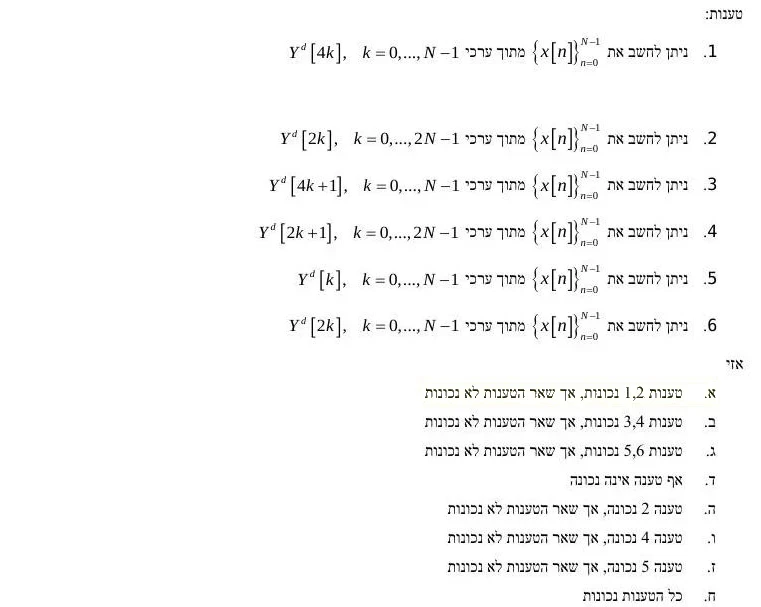 טענות:
1. ניתן לחשב את {x[n]}_{n=0}^{N−1} מתוך ערכי Y^d[4k], k=0,...,N−1
2. ניתן לחשב את {x[n]}_{n=0}^{N−1} מתוך ערכי Y^d[2k], k=0,...,2N−1
3. ניתן לחשב את {x[n]}_{n=0}^{N−1} מתוך ערכי Y^d[4k+1], k=0,...,N−1
4. ניתן לחשב את {x[n]}_{n=0}^{N−1} מתוך ערכי Y^d[2k+1], k=0,...,2N−1
5. ניתן לחשב את {x[n]}_{n=0}^{N−1} מתוך ערכי Y^d[k], k=0,...,N−1
6. ניתן לחשב את {x[n]}_{n=0}^{N−1} מתוך ערכי Y^d[2k], k=0,...,N−1
אזי
א. טענות 1,2 נכונות, אך שאר הטענות לא נכונות
ב. טענות 3,4 נכונות, אך שאר הטענות לא נכונות
ג. טענות 5,6 נכונות, אך שאר הטענות לא נכונות
ד. אף טענה אינה נכונה
ה. טענה 2 נכונה, אך שאר הטענות לא נכונות
ו. טענה 4 נכונה, אך שאר הטענות לא נכונות
ז. טענה 5 נכונה, אך שאר הטענות לא נכונות
ח. כל הטענות נכונות